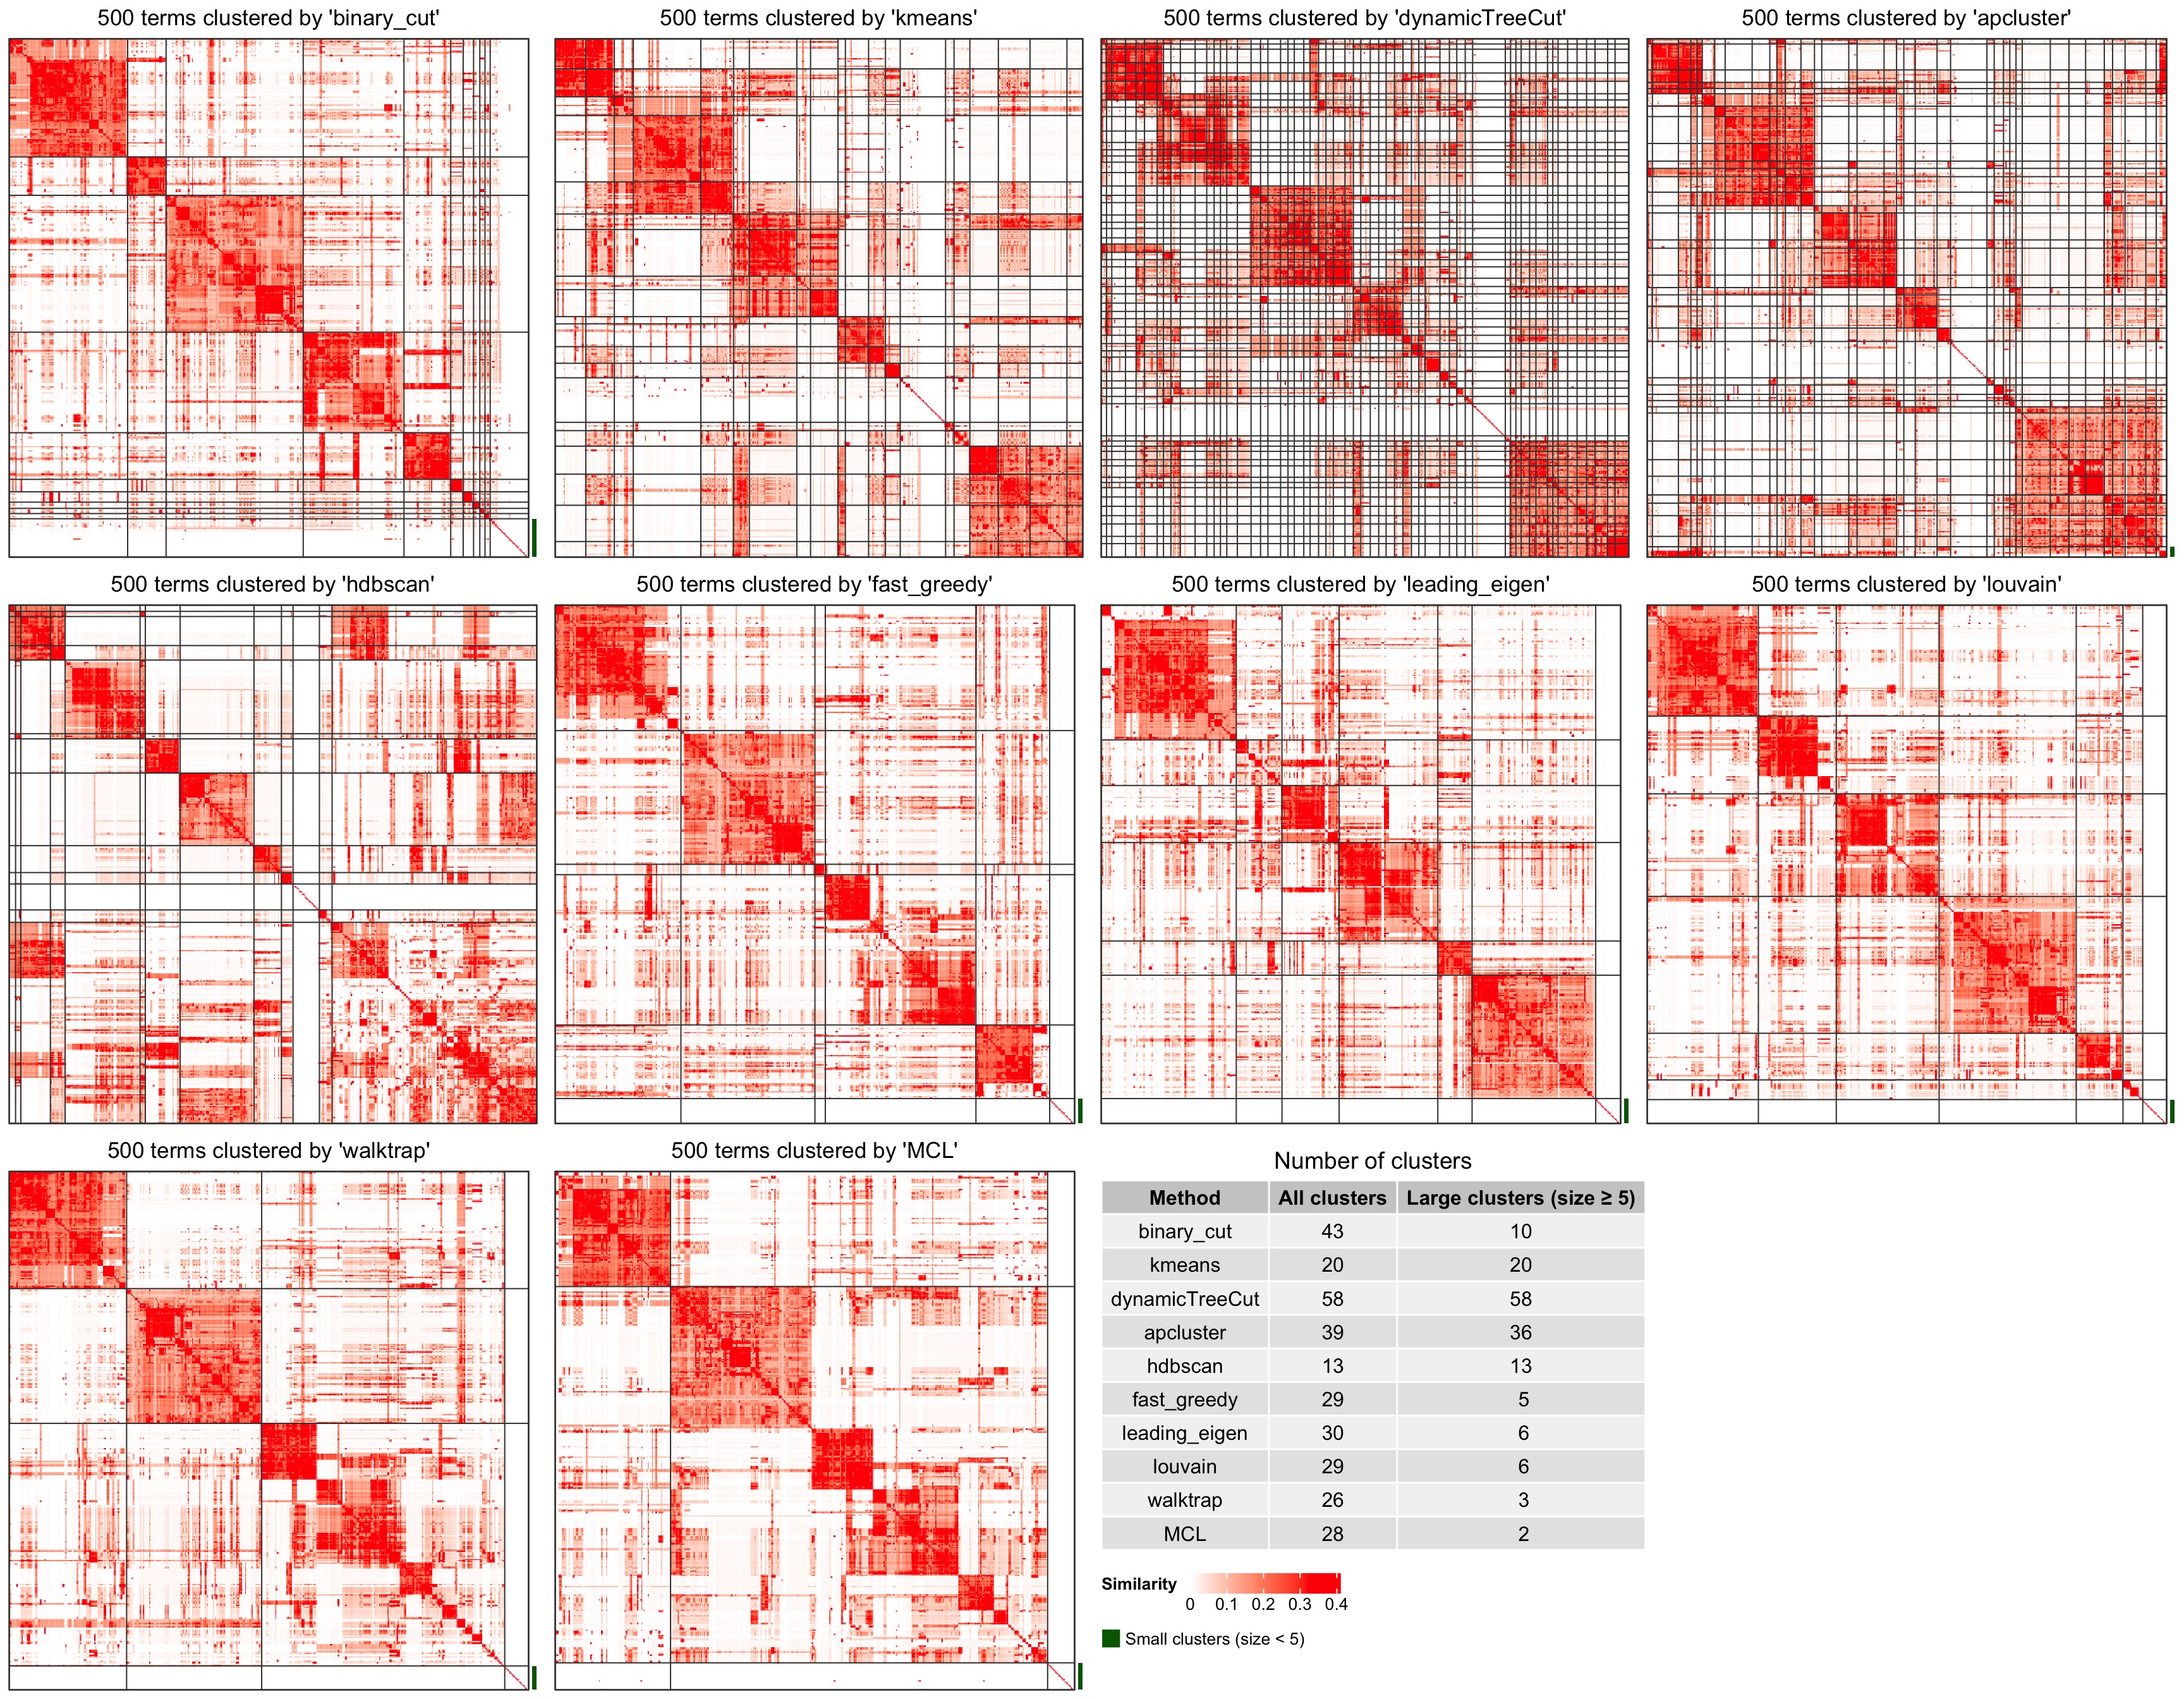 500 terms clustered by 'binary_cut'
500 terms clustered by 'kmeans'
500 terms clustered by 'dynamicTreeCut'
500 terms clustered by 'apcluster'
500 terms clustered by 'hdbscan'
500 terms clustered by 'fast_greedy'
500 terms clustered by 'leading_eigen'
500 terms clustered by 'louvain'
500 terms clustered by 'walktrap'
500 terms clustered by 'MCL'
Number of clusters
Method All clusters Large clusters (size ≥ 5)
binary_cut 43 10
kmeans 20 20
dynamicTreeCut 58 58
apcluster 39 36
hdbscan 13 13
fast_greedy 29 5
leading_eigen 30 6
louvain 29 6
walktrap 26 3
MCL 28 2
Similarity
0 0.1 0.2 0.3 0.4
Small clusters (size < 5)